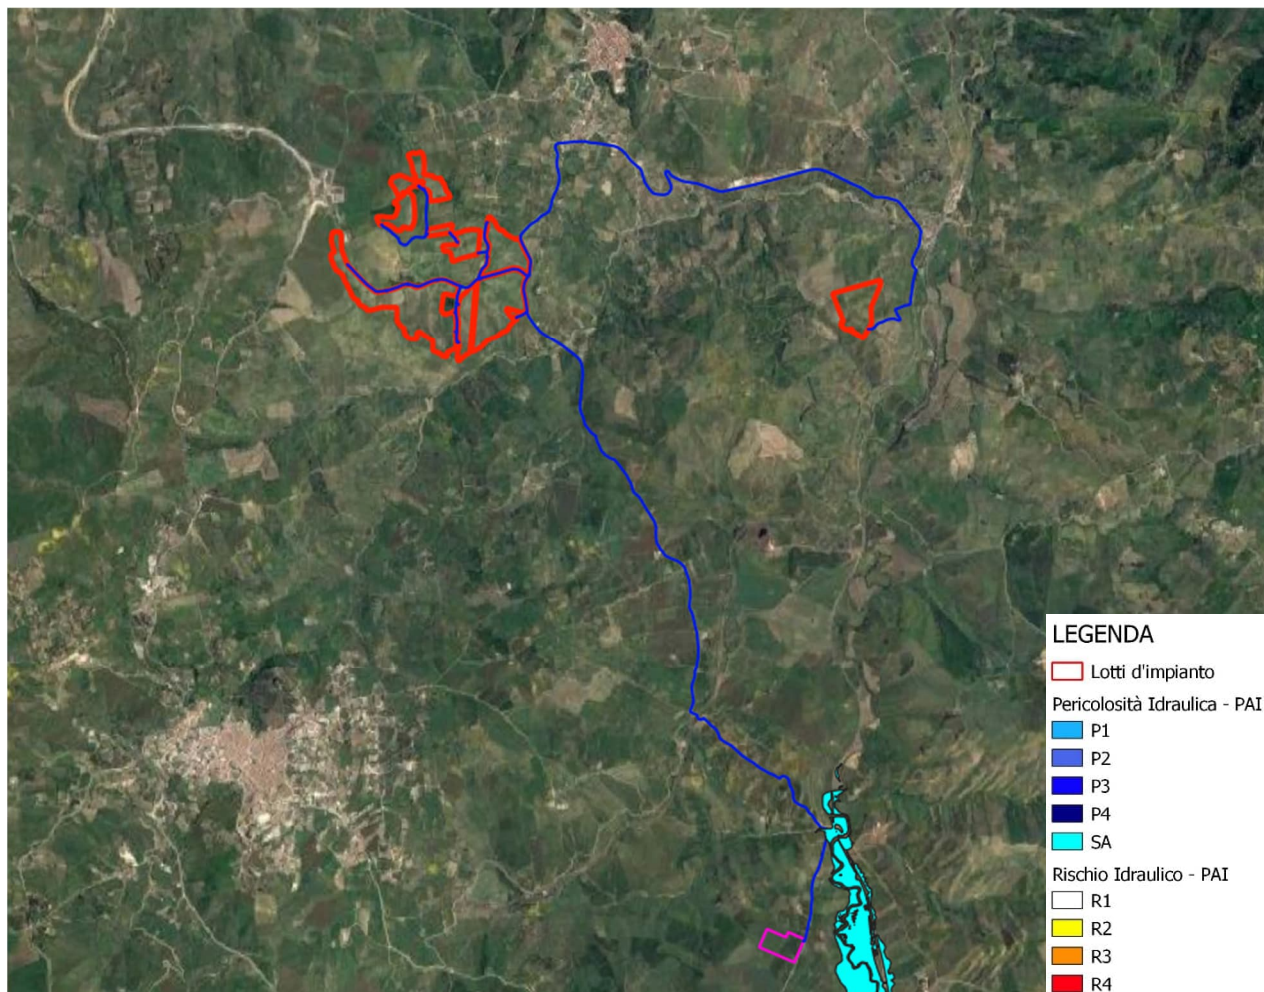 LEGENDA
Lotti d'impianto
Pericolosità Idraulica - PAI
P1
P2
P3
P4
SA
Rischio Idraulico - PAI
R1
R2
R3
R4